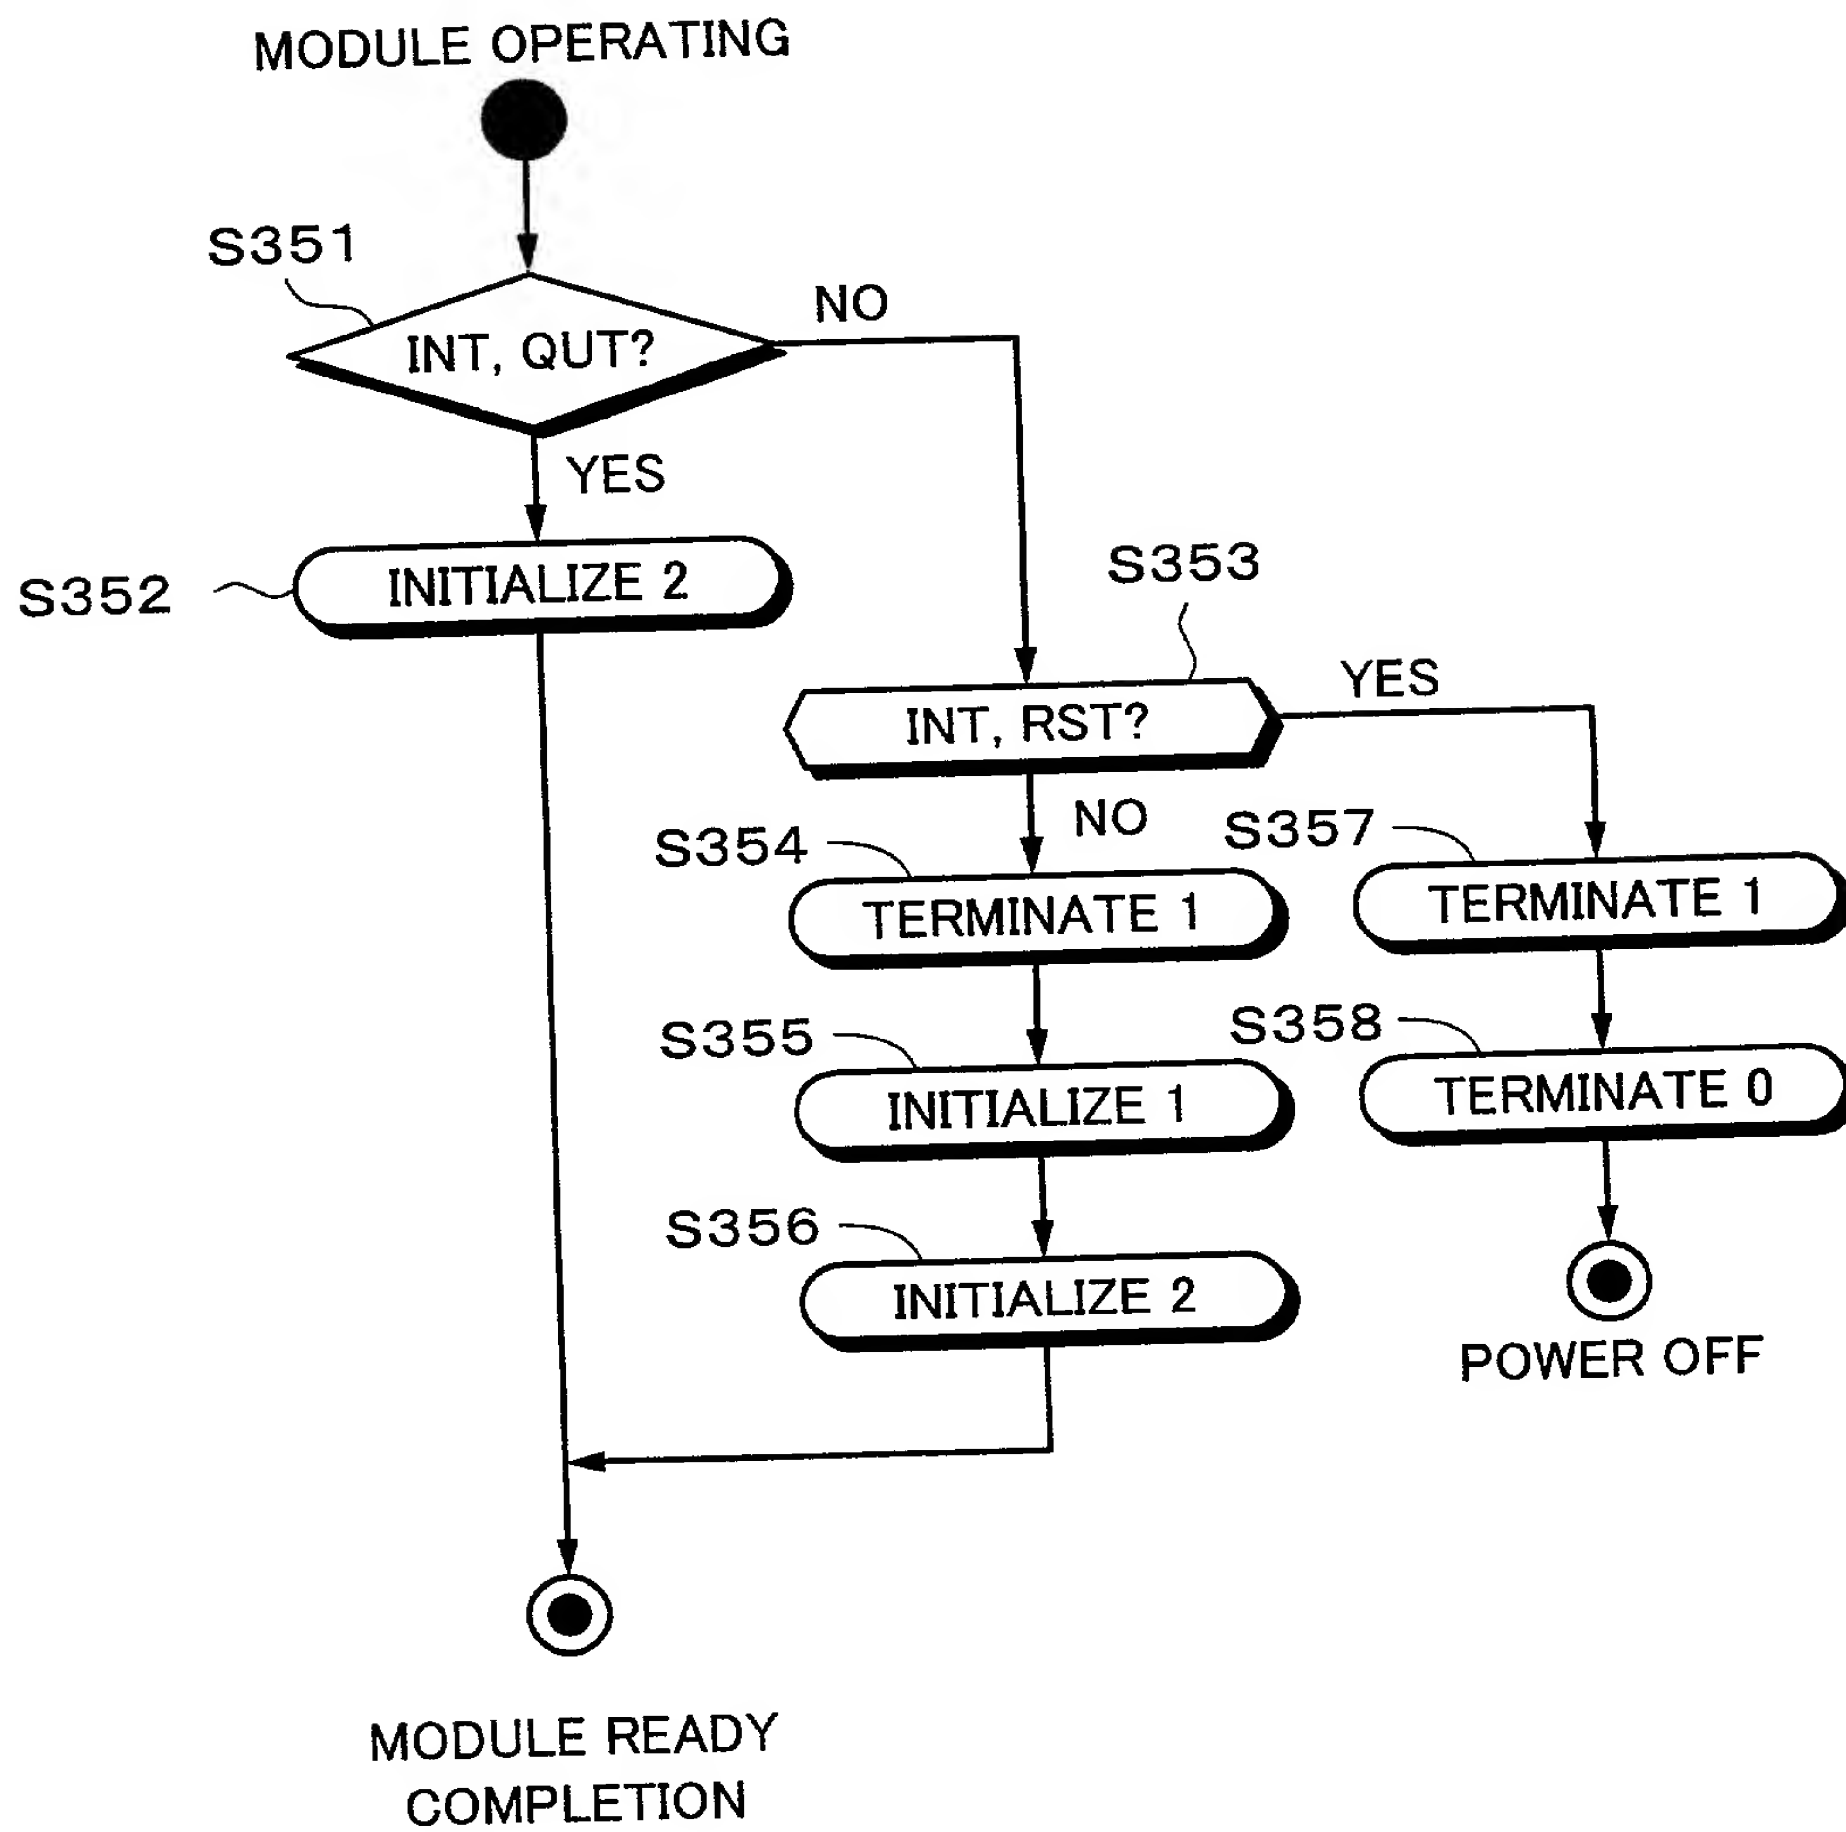 MODULE OPERATING
S351
INT, QUT?
NO
YES
S352
INITIALIZE 2
S353
INT, RST?
YES
NO
S354
TERMINATE 1
S357
TERMINATE 1
S355
INITIALIZE 1
S358
TERMINATE 0
S356
INITIALIZE 2
POWER OFF
MODULE READY
COMPLETION